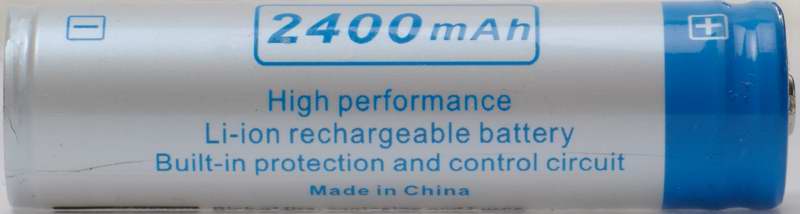 2400mAh
High performance
Li-ion rechargeable battery
Built-in protection and control circuit
Made in China